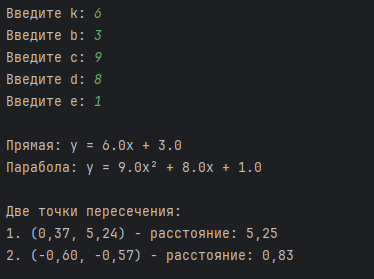 Введите k: 6
Введите b: 3
Введите c: 9
Введите d: 8
Введите e: 1
Прямая: y = 6.0x + 3.0
Парабола: y = 9.0x² + 8.0x + 1.0
Две точки пересечения:
1. (0,37, 5,24) - расстояние: 5,25
2. (-0,60, -0,57) - расстояние: 0,83